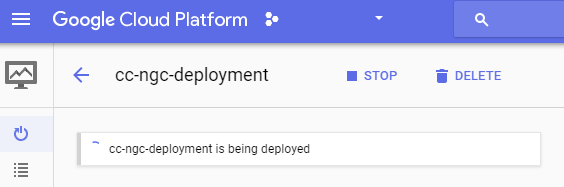 Google Cloud Platform
cc-ngc-deployment
STOP
DELETE
cc-ngc-deployment is being deployed